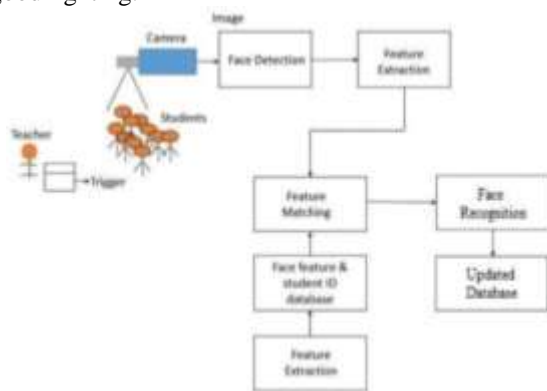 Image
Camera
Face Detection
Feature
Extraction
Students
Teacher
Trigger
Feature
Matching
Face
Recognition
Face feature &
student ID
database
Updated
Database
Feature
Extraction